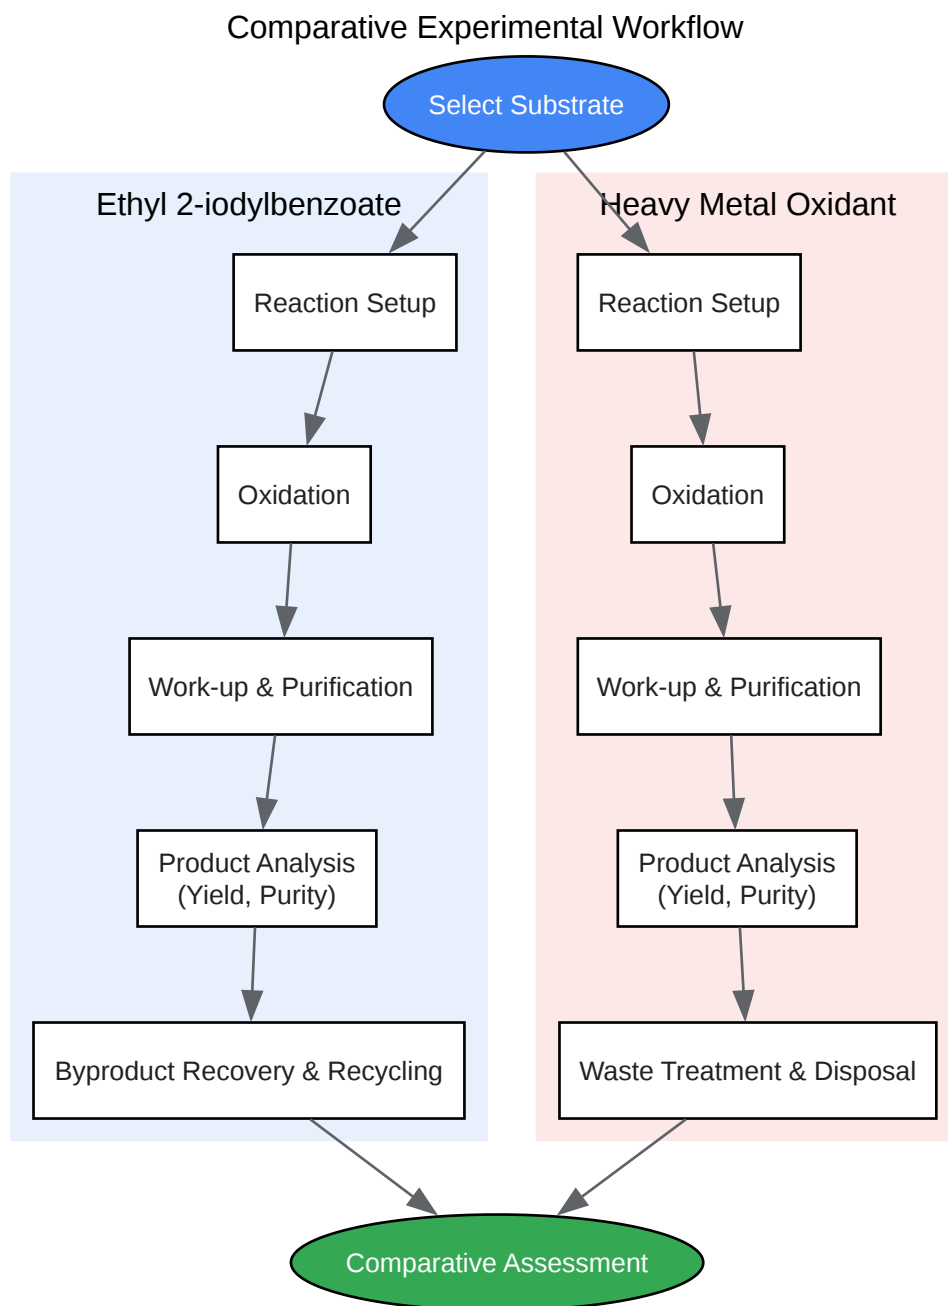 Comparative Experimental Workflow
Select Substrate
Ethyl 2-iodylbenzoate
Reaction Setup
Oxidation
Work-up & Purification
Product Analysis
(Yield, Purity)
Byproduct Recovery & Recycling
Heavy Metal Oxidant
Reaction Setup
Oxidation
Work-up & Purification
Product Analysis
(Yield, Purity)
Waste Treatment & Disposal
Comparative Assessment